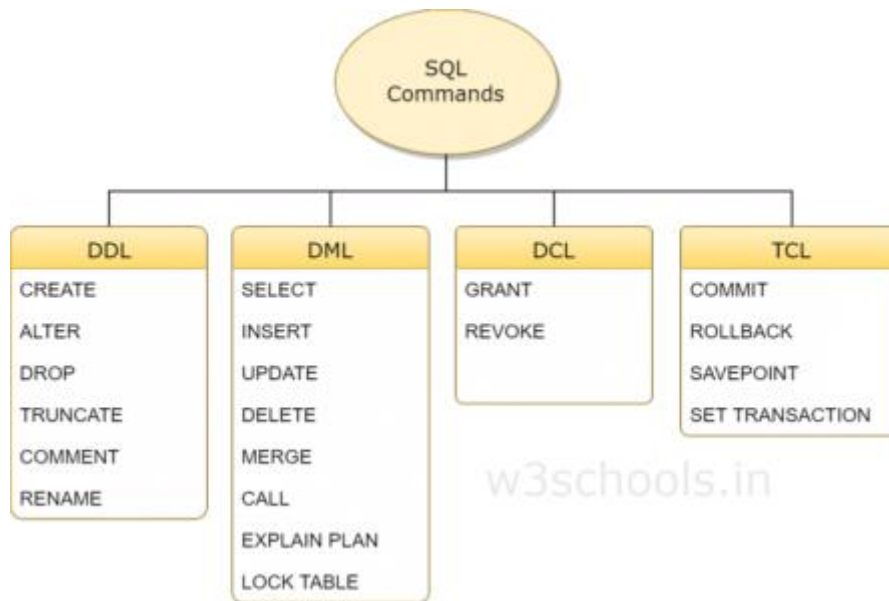 SQL
Commands
DDL
CREATE
ALTER
DROP
TRUNCATE
COMMENT
RENAME
DML
SELECT
INSERT
UPDATE
DELETE
MERGE
CALL
EXPLAIN PLAN
LOCK TABLE
DCL
GRANT
REVOKE
TCL
COMMIT
ROLLBACK
SAVEPOINT
SET TRANSACTION
w3schools.in